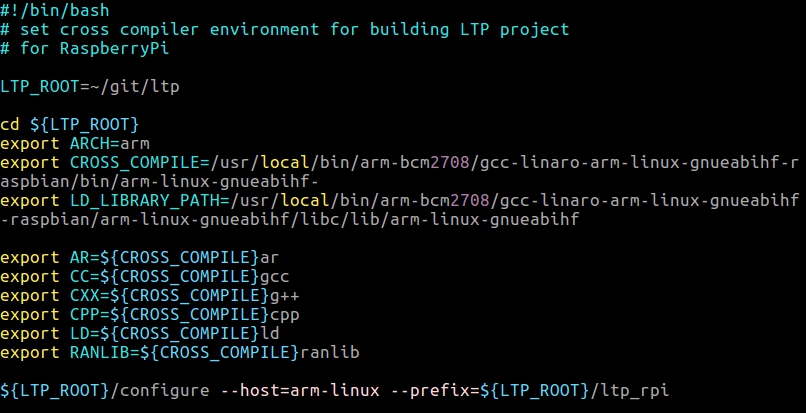 #!/bin/bash
# set cross compiler environment for building LTP project
# for RaspberryPi
LTP_ROOT=~/git/ltp
cd ${LTP_ROOT}
export ARCH=arm
export CROSS_COMPILE=/usr/local/bin/arm-bcm2708/gcc-linaro-arm-linux-gnueabihf-r
aspbian/bin/arm-linux-gnueabihf-
export LD_LIBRARY_PATH=/usr/local/bin/arm-bcm2708/gcc-linaro-arm-linux-gnueabihf
-raspbian/arm-linux-gnueabihf/libc/lib/arm-linux-gnueabihf
export AR=${CROSS_COMPILE}ar
export CC=${CROSS_COMPILE}gcc
export CXX=${CROSS_COMPILE}g++
export CPP=${CROSS_COMPILE}cpp
export LD=${CROSS_COMPILE}ld
export RANLIB=${CROSS_COMPILE}ranlib
${LTP_ROOT}/configure --host=arm-linux --prefix=${LTP_ROOT}/ltp_rpi